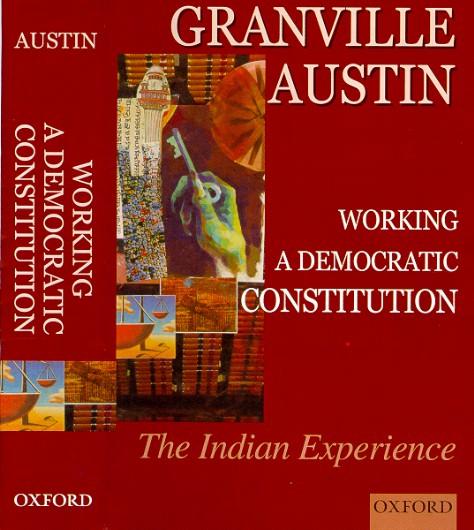 AUSTIN
WORKING
A DEMOCRATIC
CONSTITUTION
OXFORD
GRANVILLE
AUSTIN
WORKING
A DEMOCRATIC
CONSTITUTION
The Indian Experience
OXFORD